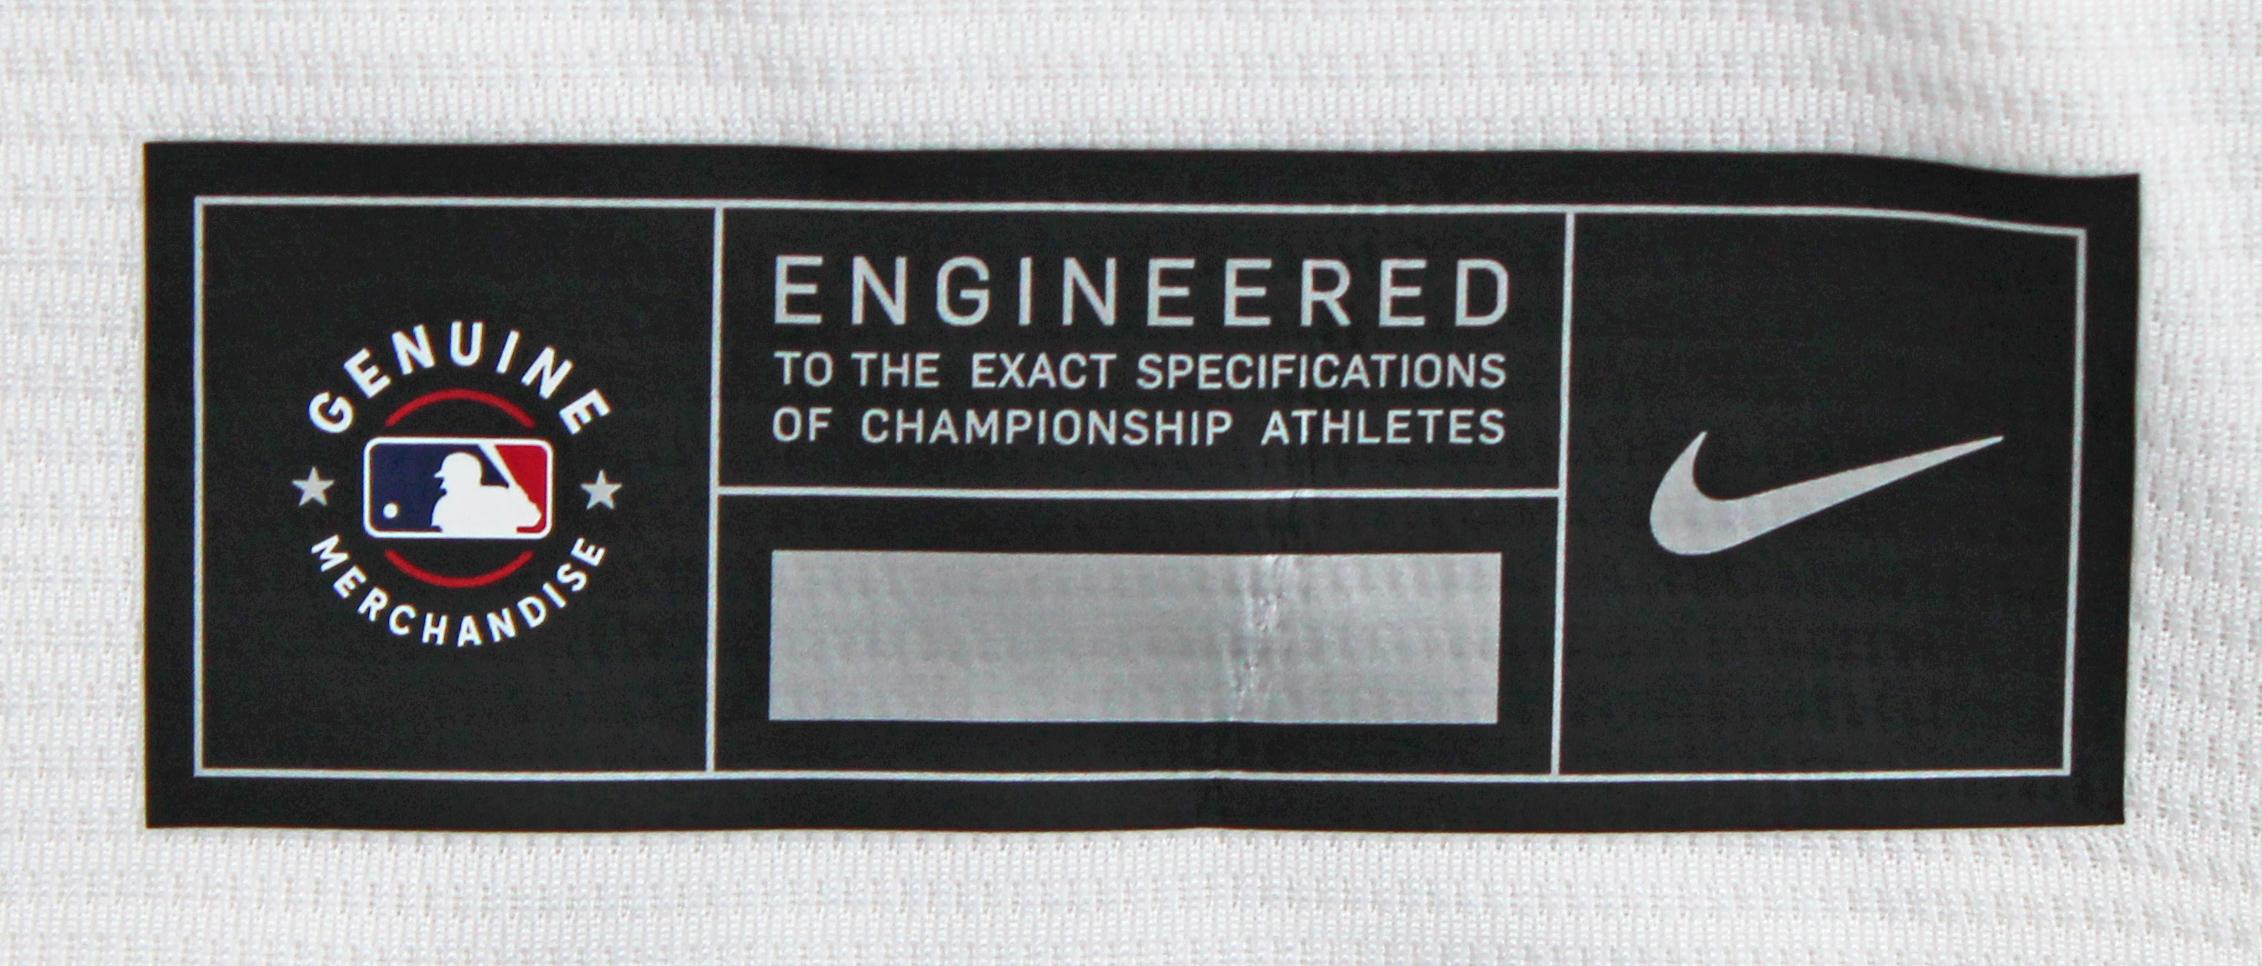 GENUINE
MERCHANDISE
ENGINEERED
TO THE EXACT SPECIFICATIONS
OF CHAMPIONSHIP ATHLETES